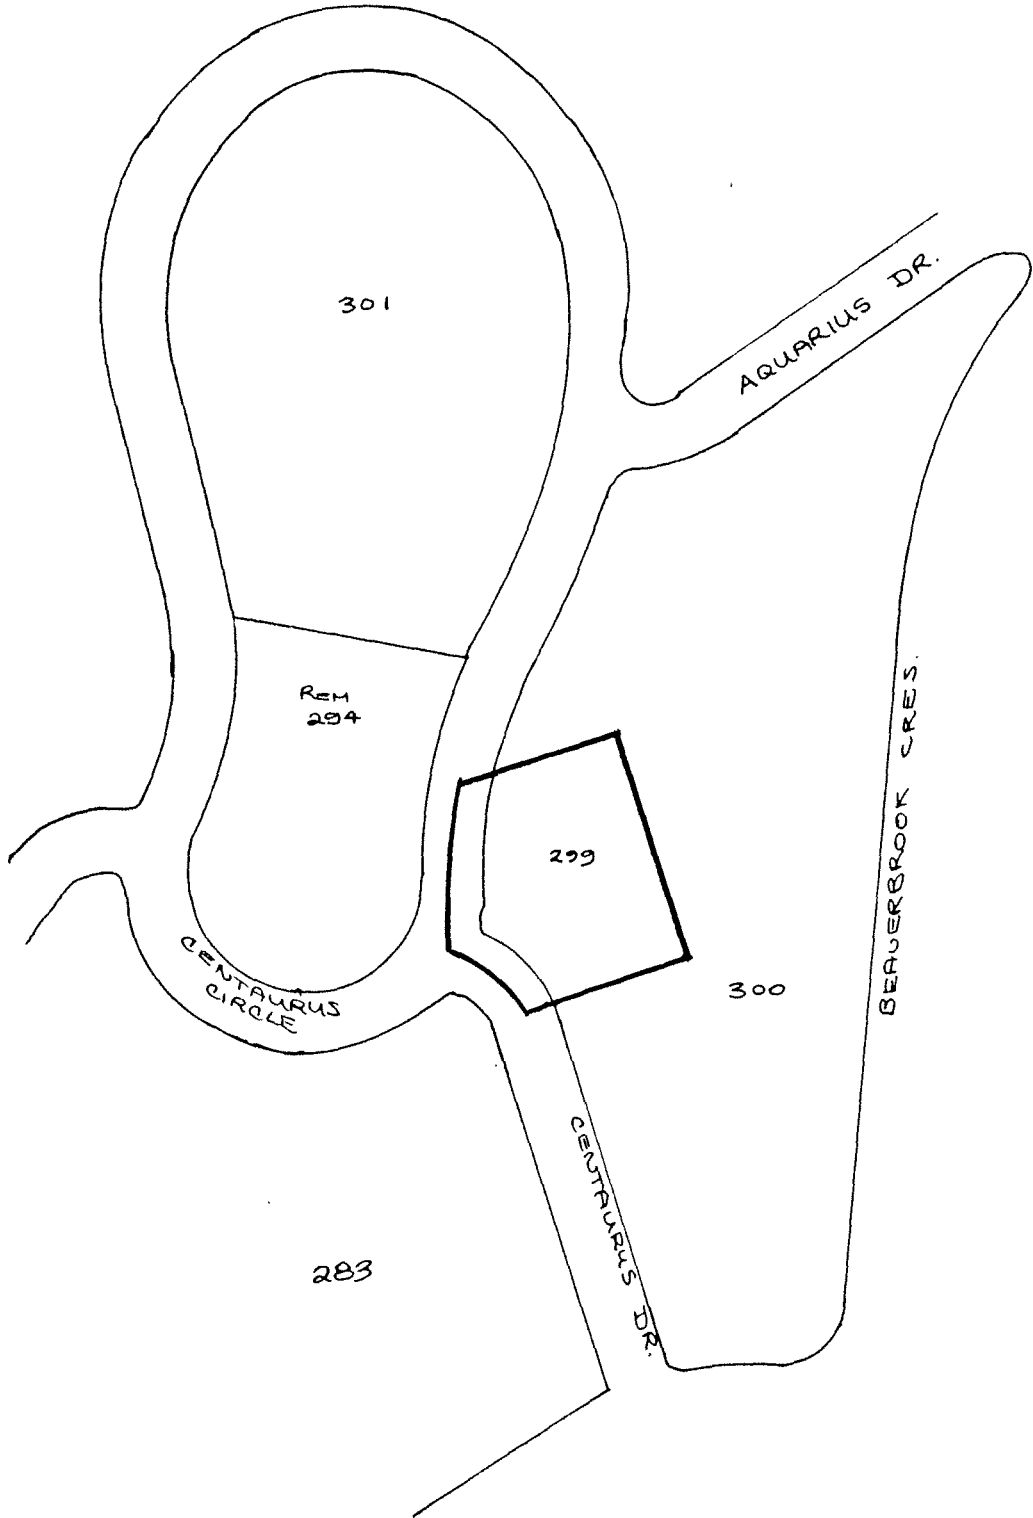 301
AQUARIUS DR.
REM
294
299
BEAVERBROOK CRES.
CENTAURUS
CIRCLE
300
CENTAURUS DR.
283